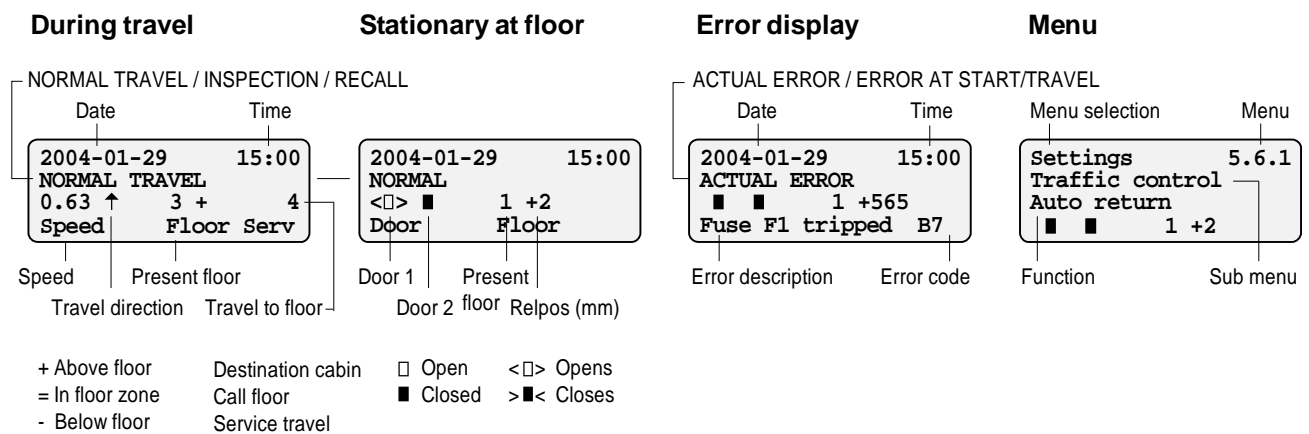 During travel Stationary at floor Error display Menu
NORMAL TRAVEL / INSPECTION / RECALL ACTUAL ERROR / ERROR AT START/TRAVEL
Date Time Date Time Menu selection Menu
2004-01-29 15:00 2004-01-29 15:00 2004-01-29 15:00 Settings 5.6.1
NORMAL TRAVEL NORMAL ACTUAL ERROR Traffic control
0.63 ↑ 3 + 4 <▯> ▮ 1 +2 ▮ ▮ 1 +565 Auto return
Speed Floor Serv Door Floor Fuse F1 tripped B7 ▮ ▮ 1 +2
Speed Present floor Door 1 Present floor Error description Error code Function Sub menu
Travel direction Travel to floor Door 2 Relpos (mm)
+ Above floor Destination cabin ▯ Open <▯> Opens
= In floor zone Call floor ▮ Closed >▮< Closes
- Below floor Service travel